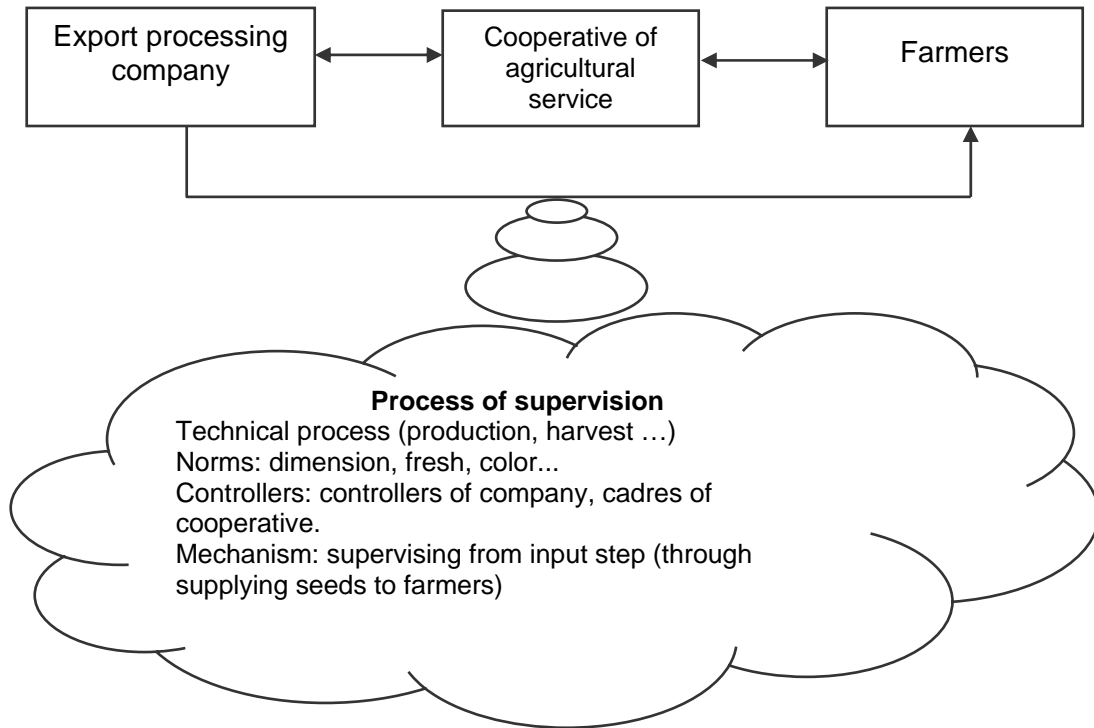 Export processing
company
Cooperative of
agricultural
service
Farmers
Process of supervision
Technical process (production, harvest …)
Norms: dimension, fresh, color...
Controllers: controllers of company, cadres of
cooperative.
Mechanism: supervising from input step (through
supplying seeds to farmers)